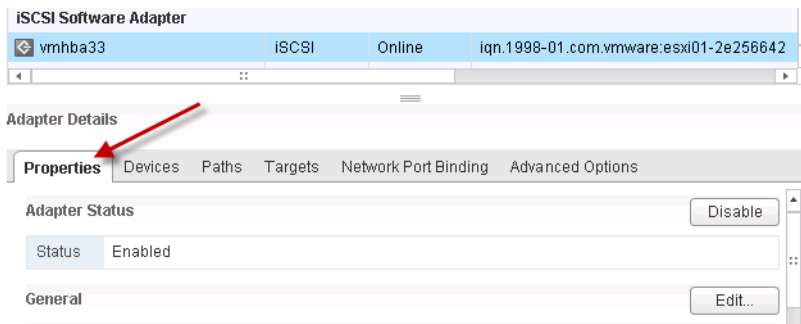 iSCSI Software Adapter
vmhba33 iSCSI Online iqn.1998-01.com.vmware:esxi01-2e256642
Adapter Details
Properties Devices Paths Targets Network Port Binding Advanced Options
Adapter Status Disable
Status Enabled
General Edit...